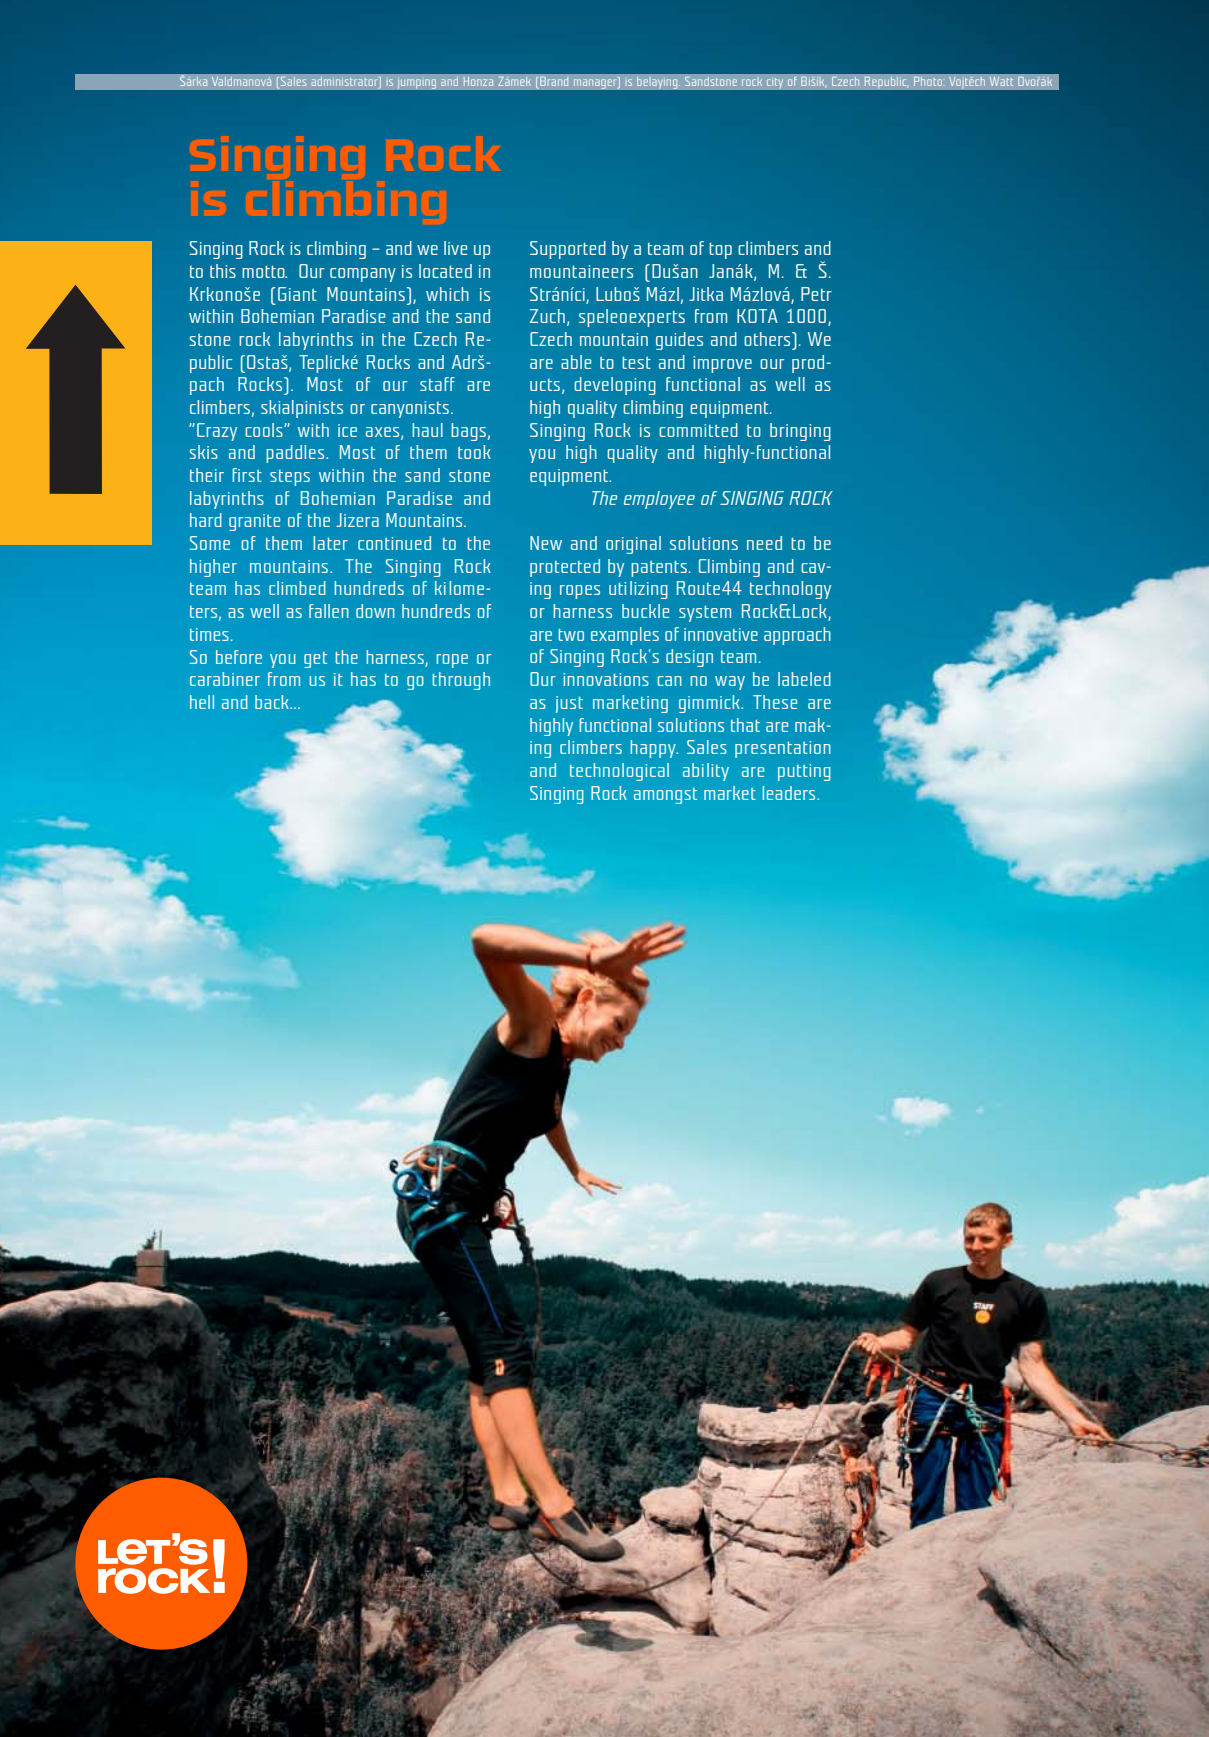 Šárka Valdmanová (Sales administrator) is jumping and Honza Zámek (Brand manager) is belaying. Sandstone rock city of Bišík, Czech Republic, Photo: Vojtěch Watt Dvořák
Singing Rock
is climbing
Singing Rock is climbing – and we live up
to this motto. Our company is located in
Krkonoše (Giant Mountains), which is
within Bohemian Paradise and the sand
stone rock labyrinths in the Czech Re-
public (Ostaš, Teplické Rocks and Adrš-
pach Rocks). Most of our staff are
climbers, skialpinists or canyonists.
"Crazy cools" with ice axes, haul bags,
skis and paddles. Most of them took
their first steps within the sand stone
labyrinths of Bohemian Paradise and
hard granite of the Jizera Mountains.
Some of them later continued to the
higher mountains. The Singing Rock
team has climbed hundreds of kilome-
ters, as well as fallen down hundreds of
times.
So before you get the harness, rope or
carabiner from us it has to go through
hell and back...
Supported by a team of top climbers and
mountaineers (Dušan Janák, M. & Š.
Stráníci, Luboš Mázl, Jitka Mázlová, Petr
Zuch, speleoexperts from KOTA 1000,
Czech mountain guides and others). We
are able to test and improve our prod-
ucts, developing functional as well as
high quality climbing equipment.
Singing Rock is committed to bringing
you high quality and highly-functional
equipment.
The employee of SINGING ROCK
New and original solutions need to be
protected by patents. Climbing and cav-
ing ropes utilizing Route44 technology
or harness buckle system Rock&Lock,
are two examples of innovative approach
of Singing Rock's design team.
Our innovations can no way be labeled
as just marketing gimmick. These are
highly functional solutions that are mak-
ing climbers happy. Sales presentation
and technological ability are putting
Singing Rock amongst market leaders.
STAFF
LET'S
ROCK!